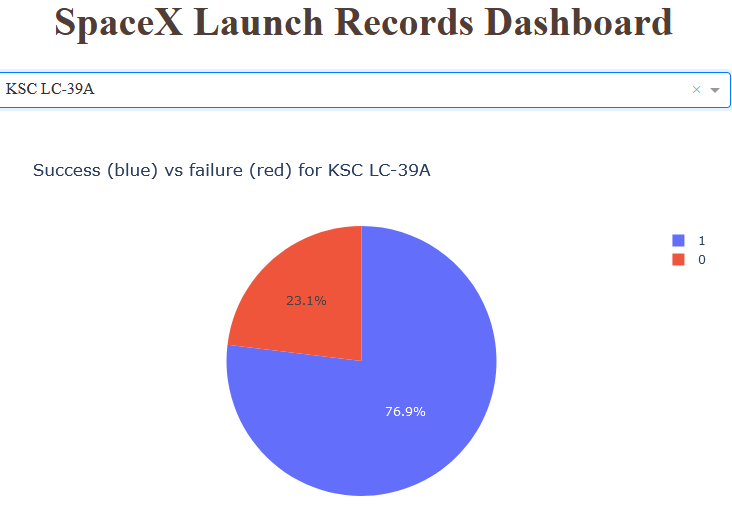 SpaceX Launch Records Dashboard
KSC LC-39A
Success (blue) vs failure (red) for KSC LC-39A
1
0
23.1%
76.9%